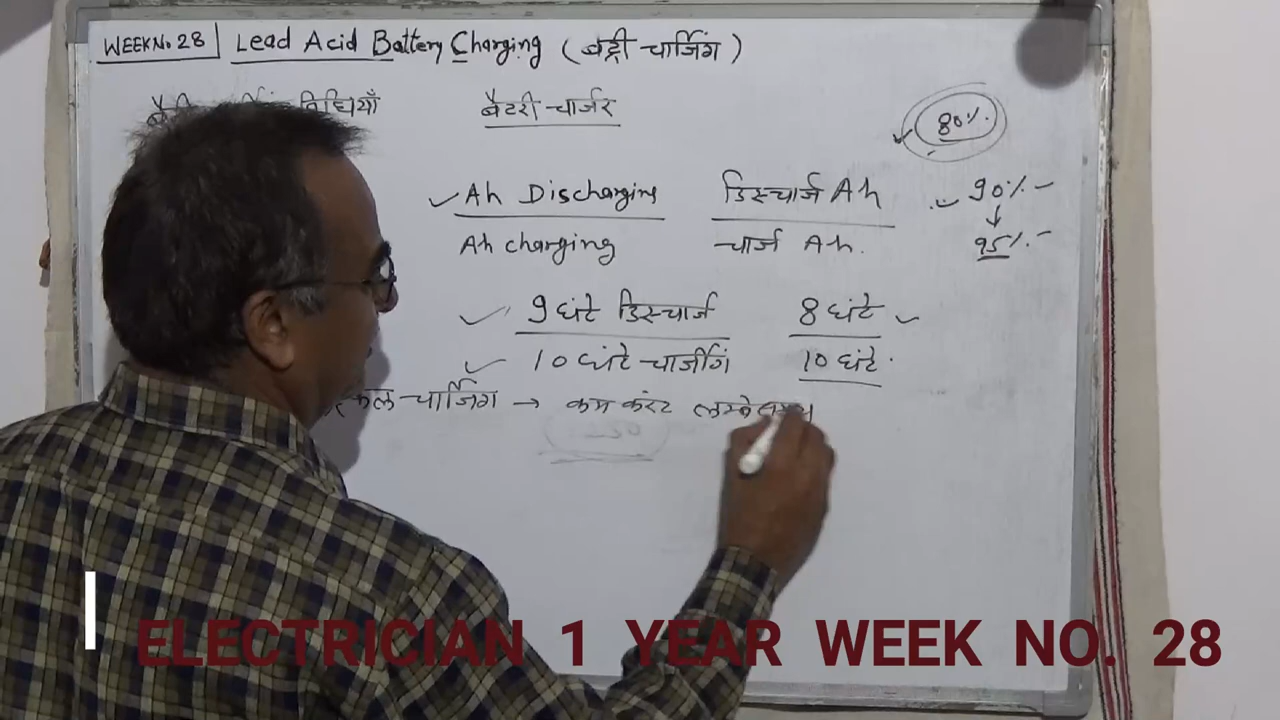 WEEK No. 28 Lead Acid Battery Charging (बैट्री चार्जिंग)
विधियाँ बैटरी चार्जर
80%.
Ah Discharging डिस्चार्ज Ah 90%
Ah charging चार्ज Ah. 95%
9 घंटे डिस्चार्ज 8 घंटे
10 घंटे चार्जींग 10 घंटे.
चार्जिंग → कम करंट लम्बे
ELECTRICIAN 1 YEAR WEEK NO. 28